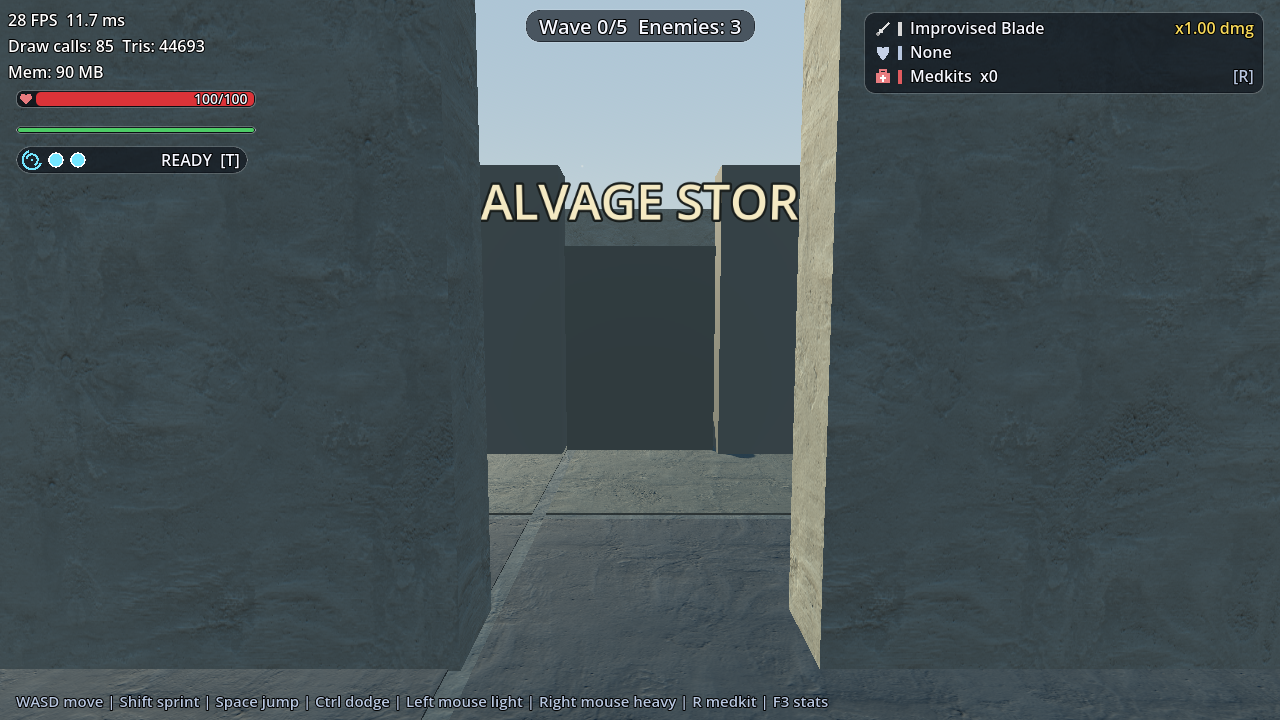 28 FPS 11.7 ms
Draw calls: 85 Tris: 44693
Mem: 90 MB
100/100
READY [T]
Wave 0/5 Enemies: 3
Improvised Blade x1.00 dmg
None
Medkits x0 [R]
ALVAGE STOR
WASD move | Shift sprint | Space jump | Ctrl dodge | Left mouse light | Right mouse heavy | R medkit | F3 stats